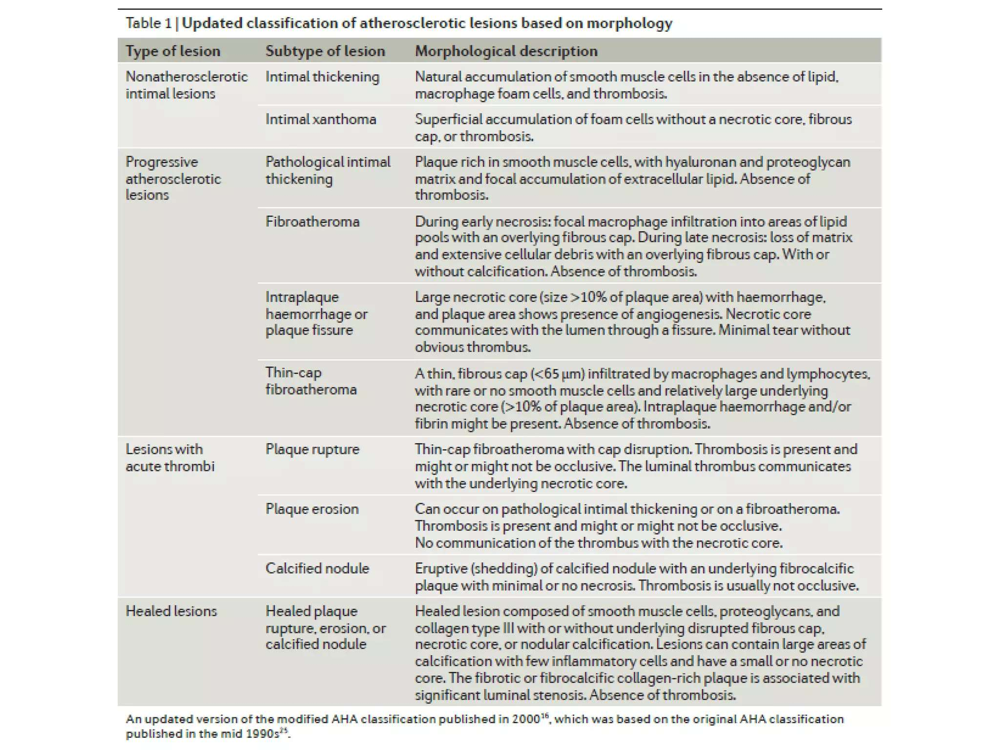 Table 1 | Updated classification of atherosclerotic lesions based on morphology
Type of lesion Subtype of lesion Morphological description
Nonatherosclerotic
intimal lesions
Intimal thickening
Natural accumulation of smooth muscle cells in the absence of lipid,
macrophage foam cells, and thrombosis.
Intimal xanthoma
Superficial accumulation of foam cells without a necrotic core, fibrous
cap, or thrombosis.
Progressive
atherosclerotic
lesions
Pathological intimal
thickening
Plaque rich in smooth muscle cells, with hyaluronan and proteoglycan
matrix and focal accumulation of extracellular lipid. Absence of
thrombosis.
Fibroatheroma
During early necrosis: focal macrophage infiltration into areas of lipid
pools with an overlying fibrous cap. During late necrosis: loss of matrix
and extensive cellular debris with an overlying fibrous cap. With or
without calcification. Absence of thrombosis.
Intraplaque
haemorrhage or
plaque fissure
Large necrotic core (size >10% of plaque area) with haemorrhage,
and plaque area shows presence of angiogenesis. Necrotic core
communicates with the lumen through a fissure. Minimal tear without
obvious thrombus.
Thin-cap
fibroatheroma
A thin, fibrous cap (<65 μm) infiltrated by macrophages and lymphocytes,
with rare or no smooth muscle cells and relatively large underlying
necrotic core (>10% of plaque area). Intraplaque haemorrhage and/or
fibrin might be present. Absence of thrombosis.
Lesions with
acute thrombi
Plaque rupture
Thin-cap fibroatheroma with cap disruption. Thrombosis is present and
might or might not be occlusive. The luminal thrombus communicates
with the underlying necrotic core.
Plaque erosion
Can occur on pathological intimal thickening or on a fibroatheroma.
Thrombosis is present and might or might not be occlusive.
No communication of the thrombus with the necrotic core.
Calcified nodule
Eruptive (shedding) of calcified nodule with an underlying fibrocalcific
plaque with minimal or no necrosis. Thrombosis is usually not occlusive.
Healed lesions
Healed plaque
rupture, erosion, or
calcified nodule
Healed lesion composed of smooth muscle cells, proteoglycans, and
collagen type III with or without underlying disrupted fibrous cap,
necrotic core, or nodular calcification. Lesions can contain large areas of
calcification with few inflammatory cells and have a small or no necrotic
core. The fibrotic or fibrocalcific collagen-rich plaque is associated with
significant luminal stenosis. Absence of thrombosis.
An updated version of the modified AHA classification published in 2000¹⁶, which was based on the original AHA classification
published in the mid 1990s²⁵.